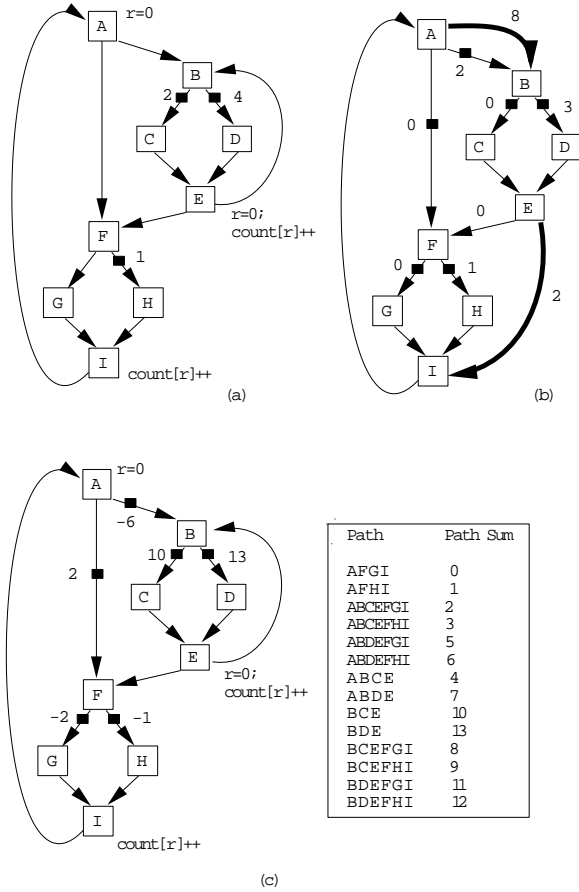 r=0
A
B
2
4
C
D
E
r=0;
count[r]++
F
1
G
H
I
count[r]++
(a)
8
A
2
B
0
3
0
C
D
E
0
F
0
1
G
H
2
I
(b)
r=0
A
-6
B
10
13
2
C
D
E
r=0;
count[r]++
F
-2
-1
G
H
I
count[r]++
(c)
Path Path Sum
AFGI 0
AFHI 1
ABCEFGI 2
ABCEFHI 3
ABDEFGI 5
ABDEFHI 6
ABCE 4
ABDE 7
BCE 10
BDE 13
BCEFGI 8
BCEFHI 9
BDEFGI 11
BDEFHI 12